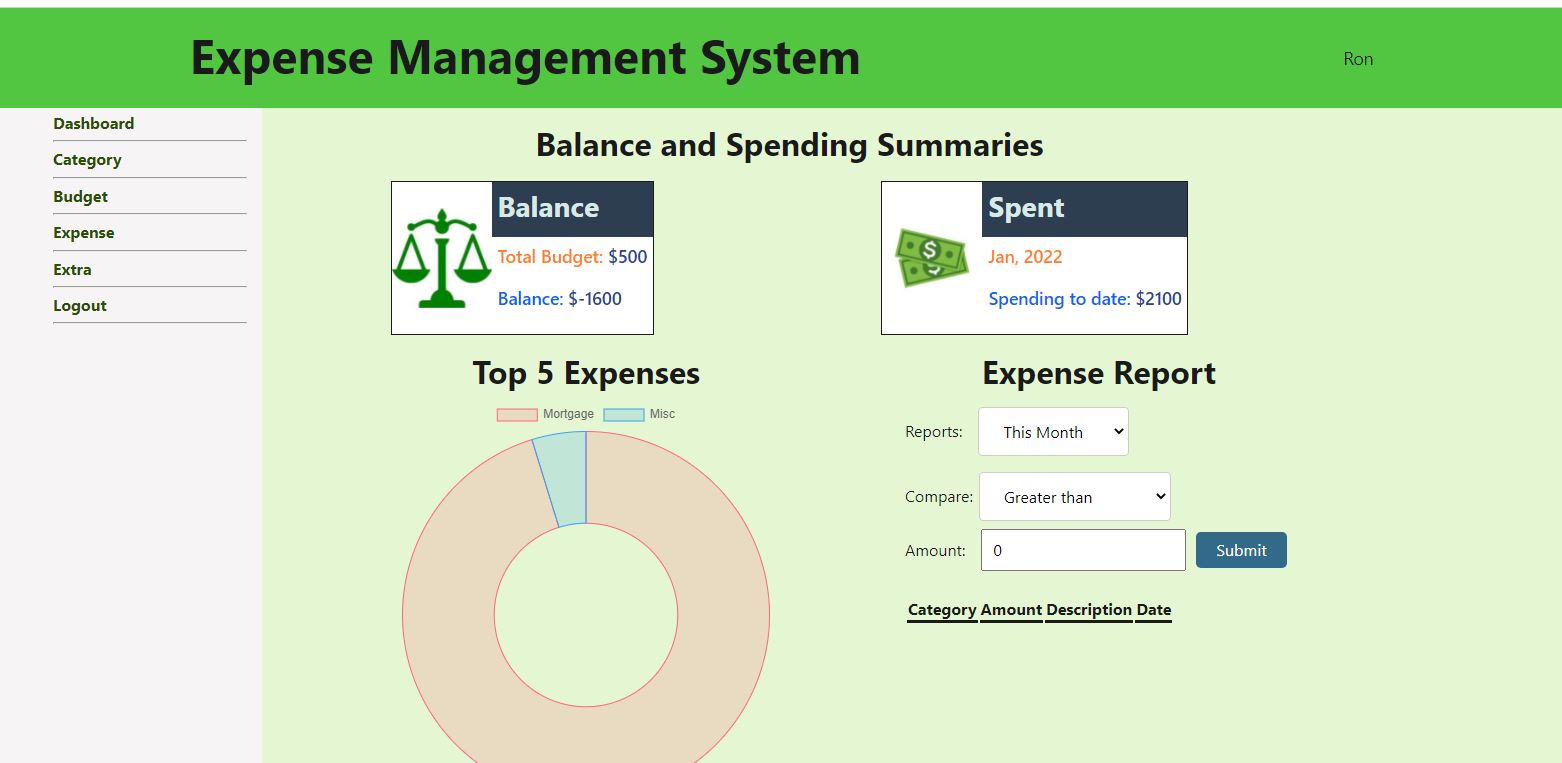 Expense Management System
Ron
Dashboard
Category
Budget
Expense
Extra
Logout
Balance and Spending Summaries
Balance
Total Budget: $500
Balance: $-1600
Spent
Jan, 2022
Spending to date: $2100
Top 5 Expenses
Mortgage Misc
Expense Report
Reports: This Month
Compare: Greater than
Amount: 0 Submit
Category Amount Description Date